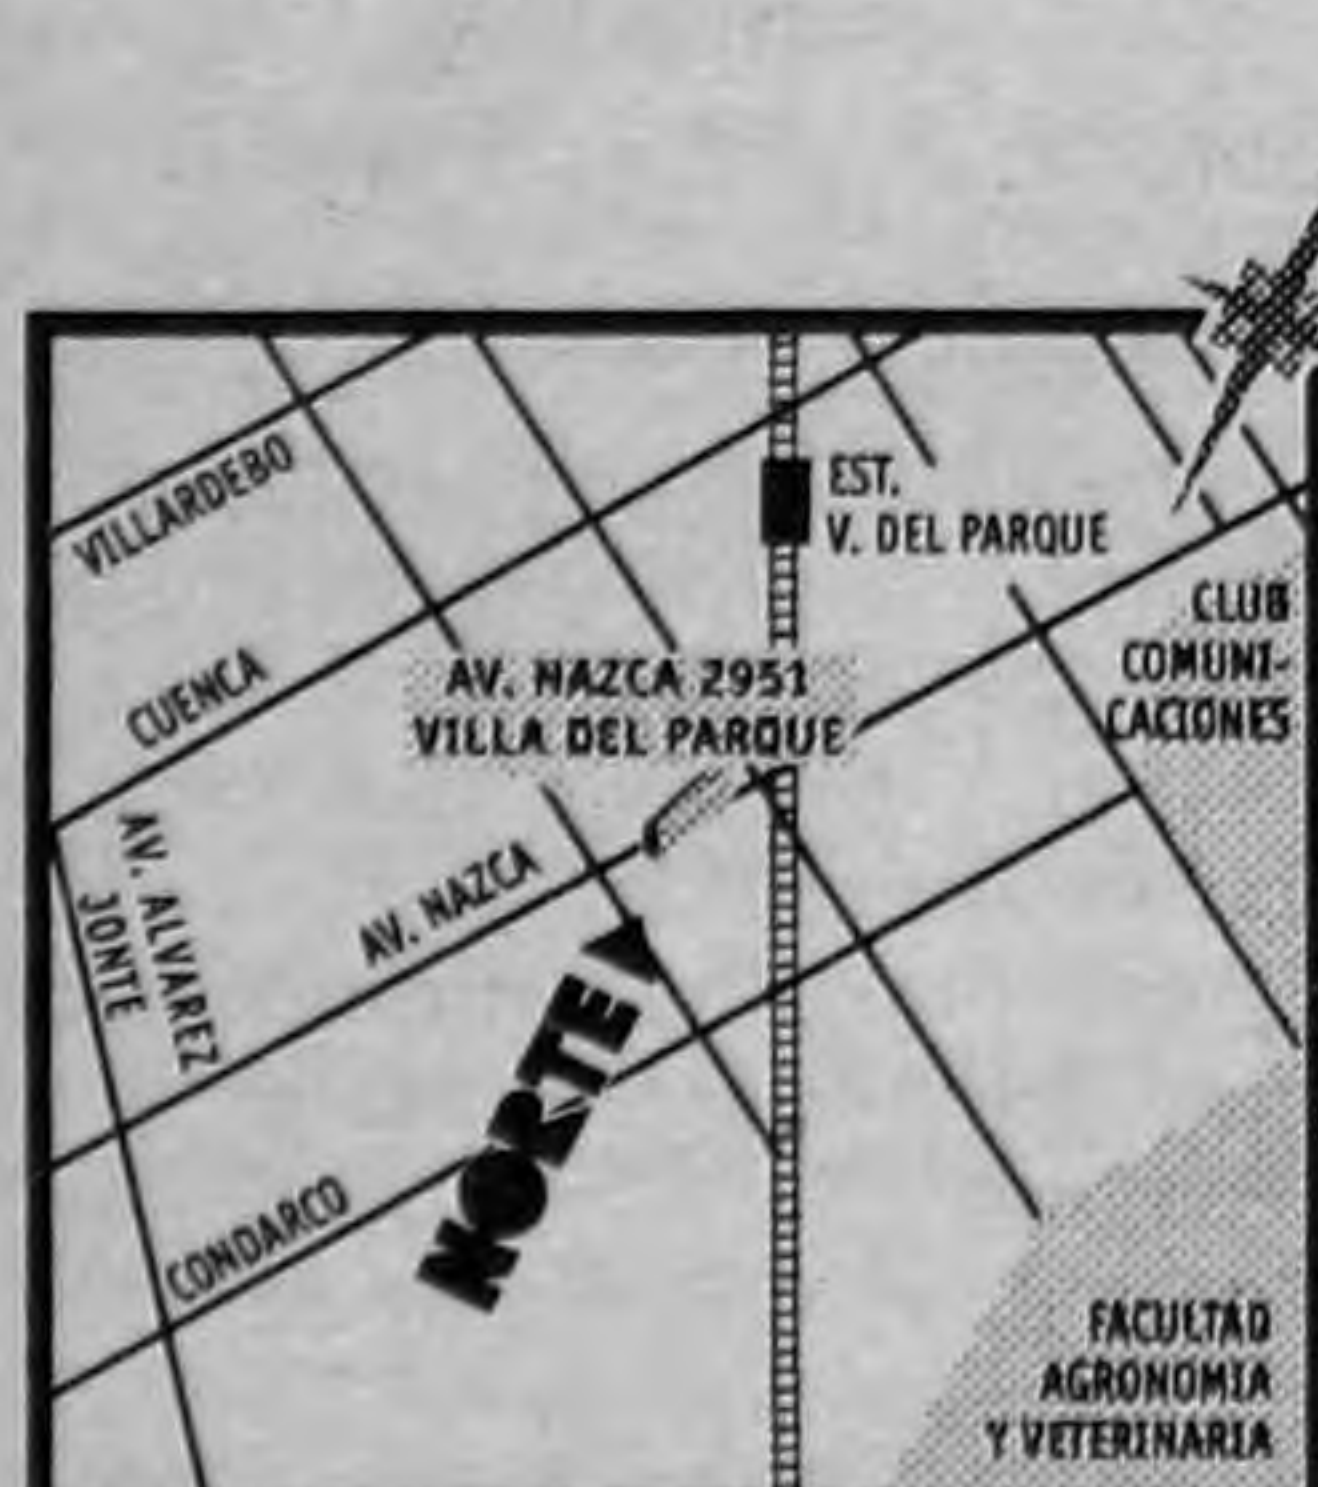 VILLARDEBO
EST.
V. DEL PARQUE
CLUB
COMUNI-
CACIONES
CUENCA
AV. NAZCA 2951
VILLA DEL PARQUE
AV. ALVAREZ
JONTE
AV. NAZCA
NORTE
CONDARCO
FACULTAD
AGRONOMIA
Y VETERINARIA